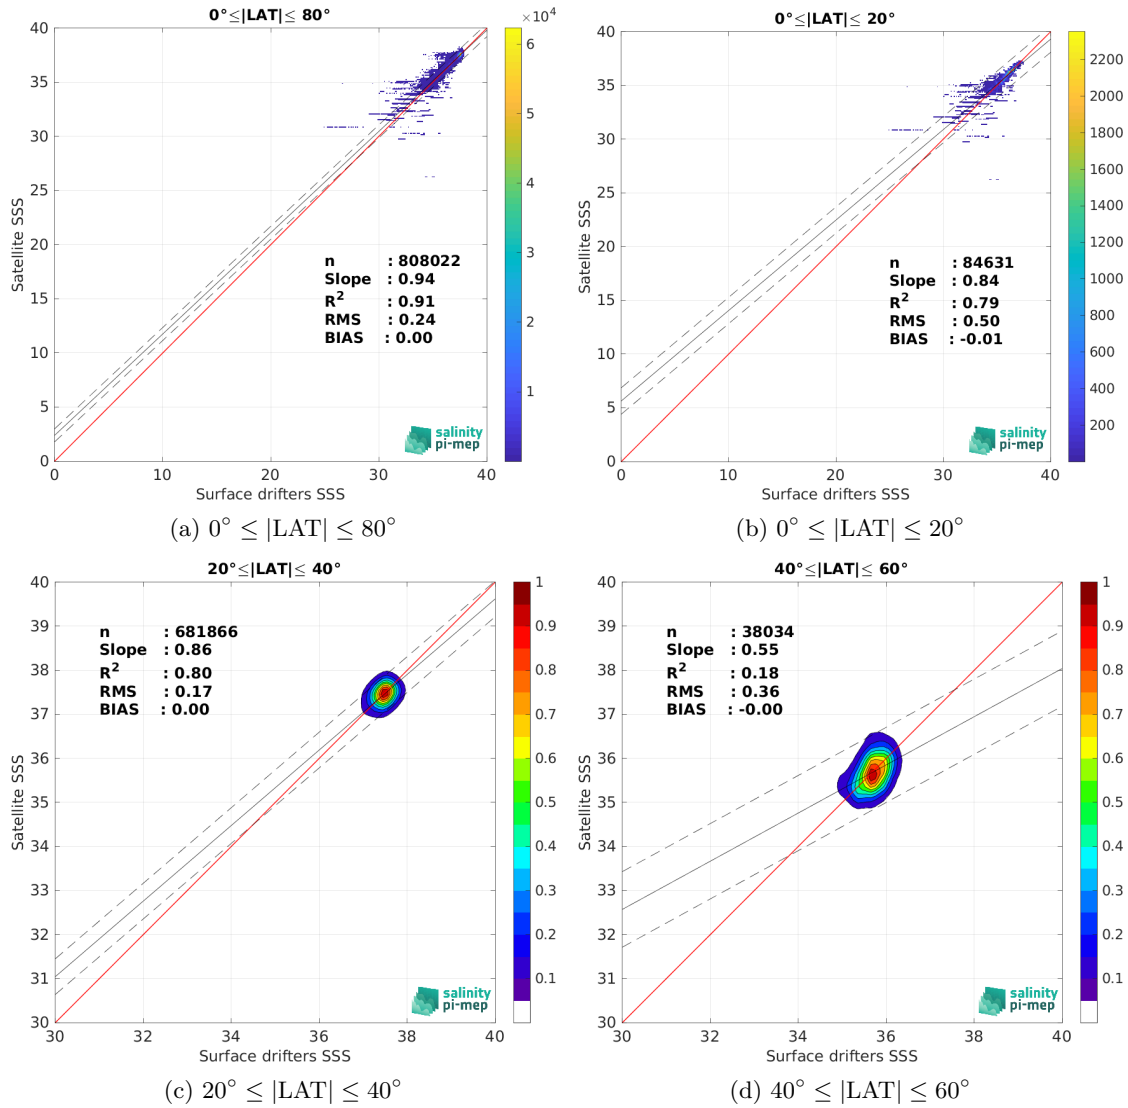 0°≤|LAT|≤ 80°
×10⁴
40
35
30
25
20
15
10
5
0
0
10
20
30
40
6
5
4
3
2
1
Satellite SSS
Surface drifters SSS
n : 808022
Slope : 0.94
R² : 0.91
RMS : 0.24
BIAS : 0.00
salinity
pi-mep
(a) 0° ≤ |LAT| ≤ 80°
0°≤|LAT|≤ 20°
40
35
30
25
20
15
10
5
0
0
10
20
30
40
2200
2000
1800
1600
1400
1200
1000
800
600
400
200
Satellite SSS
Surface drifters SSS
n : 84631
Slope : 0.84
R² : 0.79
RMS : 0.50
BIAS : -0.01
salinity
pi-mep
(b) 0° ≤ |LAT| ≤ 20°
20°≤|LAT|≤ 40°
40
39
38
37
36
35
34
33
32
31
30
30
32
34
36
38
40
1
0.9
0.8
0.7
0.6
0.5
0.4
0.3
0.2
0.1
Satellite SSS
Surface drifters SSS
n : 681866
Slope : 0.86
R² : 0.80
RMS : 0.17
BIAS : 0.00
salinity
pi-mep
(c) 20° ≤ |LAT| ≤ 40°
40°≤|LAT|≤ 60°
40
39
38
37
36
35
34
33
32
31
30
30
32
34
36
38
40
1
0.9
0.8
0.7
0.6
0.5
0.4
0.3
0.2
0.1
Satellite SSS
Surface drifters SSS
n : 38034
Slope : 0.55
R² : 0.18
RMS : 0.36
BIAS : -0.00
salinity
pi-mep
(d) 40° ≤ |LAT| ≤ 60°